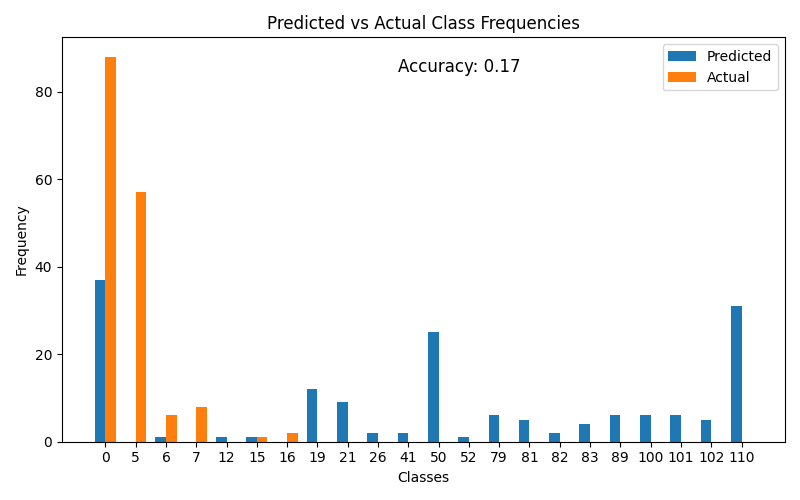 Predicted vs Actual Class Frequencies
Accuracy: 0.17
Predicted
Actual
Frequency
80
60
40
20
0
0 5 6 7 12 15 16 19 21 26 41 50 52 79 81 82 83 89 100 101 102 110
Classes